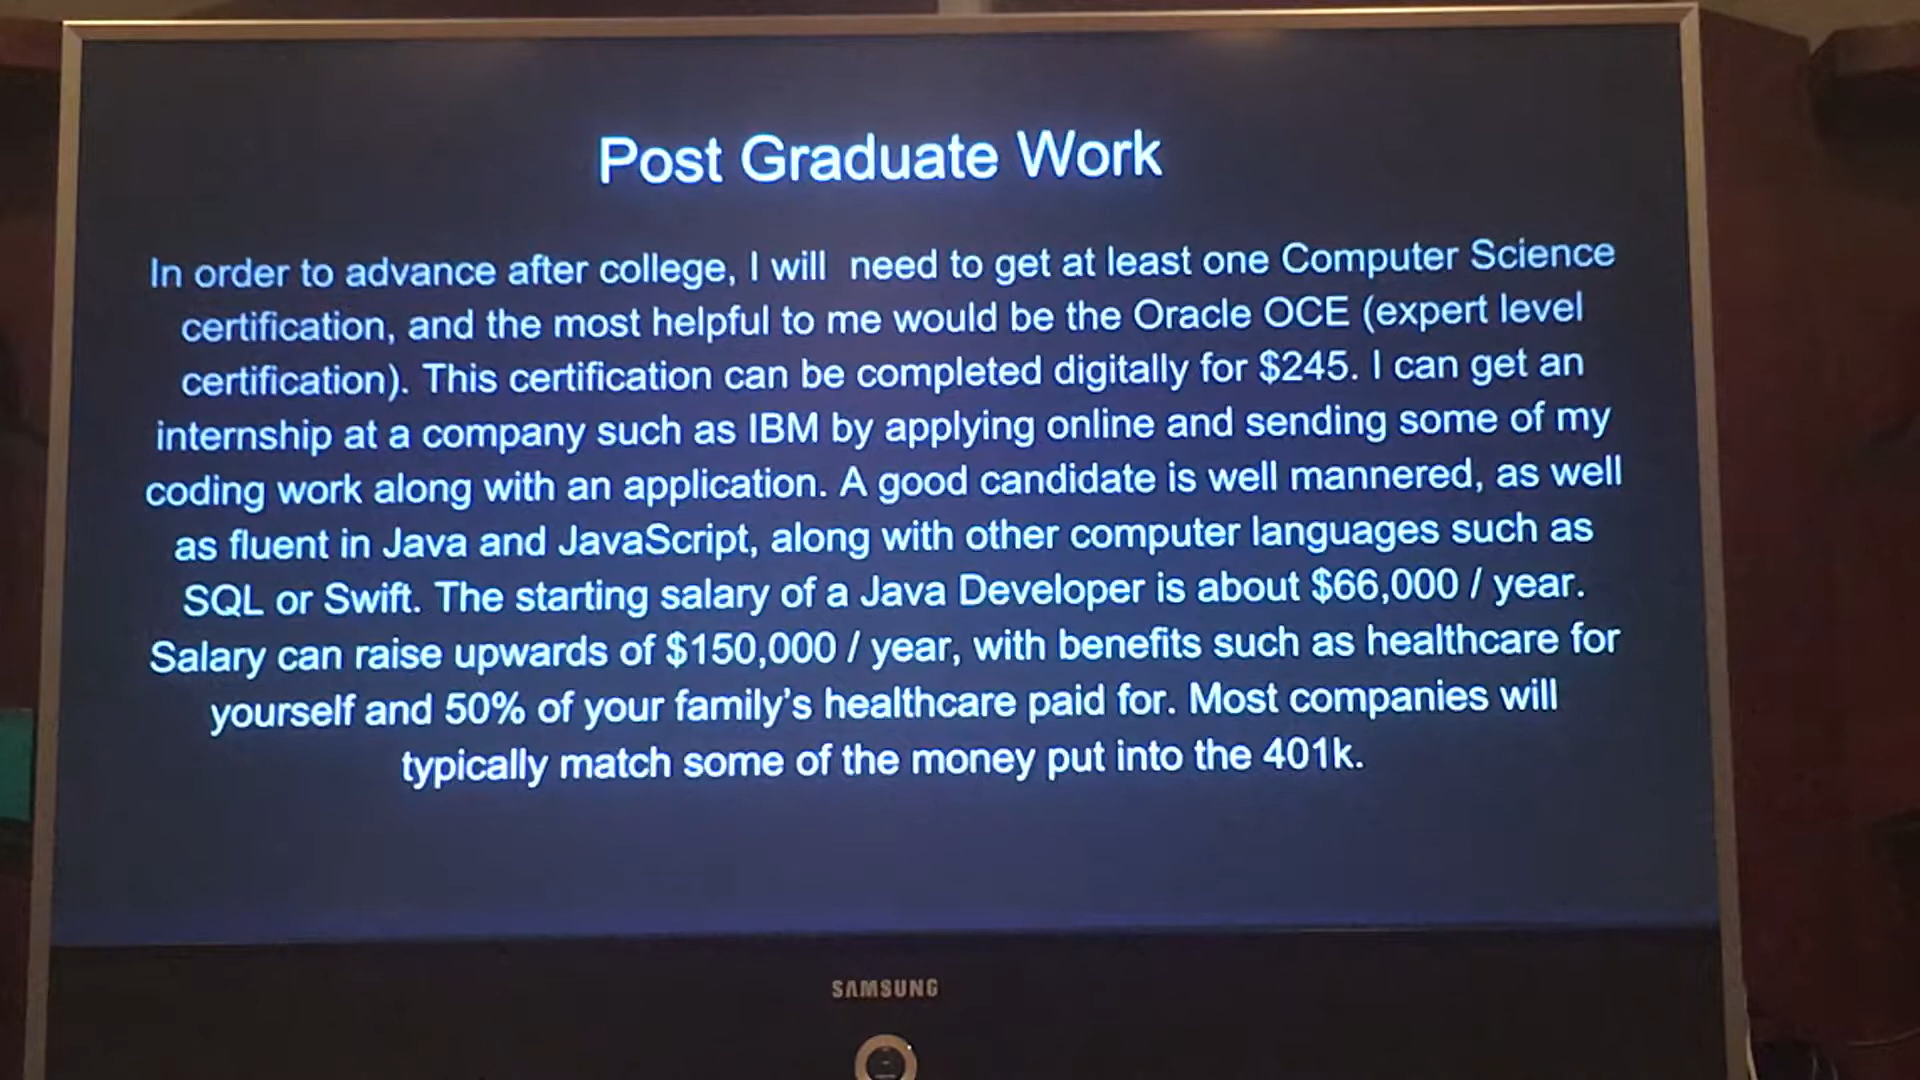 Post Graduate Work
In order to advance after college, I will  need to get at least one Computer Science
certification, and the most helpful to me would be the Oracle OCE (expert level
certification). This certification can be completed digitally for $245. I can get an
internship at a company such as IBM by applying online and sending some of my
coding work along with an application. A good candidate is well mannered, as well
as fluent in Java and JavaScript, along with other computer languages such as
SQL or Swift. The starting salary of a Java Developer is about $66,000 / year.
Salary can raise upwards of $150,000 / year, with benefits such as healthcare for
yourself and 50% of your family’s healthcare paid for. Most companies will
typically match some of the money put into the 401k.
SAMSUNG